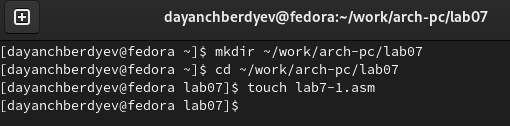 dayanchberdyev@fedora:~/work/arch-pc/lab07
[dayanchberdyev@fedora ~]$ mkdir ~/work/arch-pc/lab07
[dayanchberdyev@fedora ~]$ cd ~/work/arch-pc/lab07
[dayanchberdyev@fedora lab07]$ touch lab7-1.asm
[dayanchberdyev@fedora lab07]$